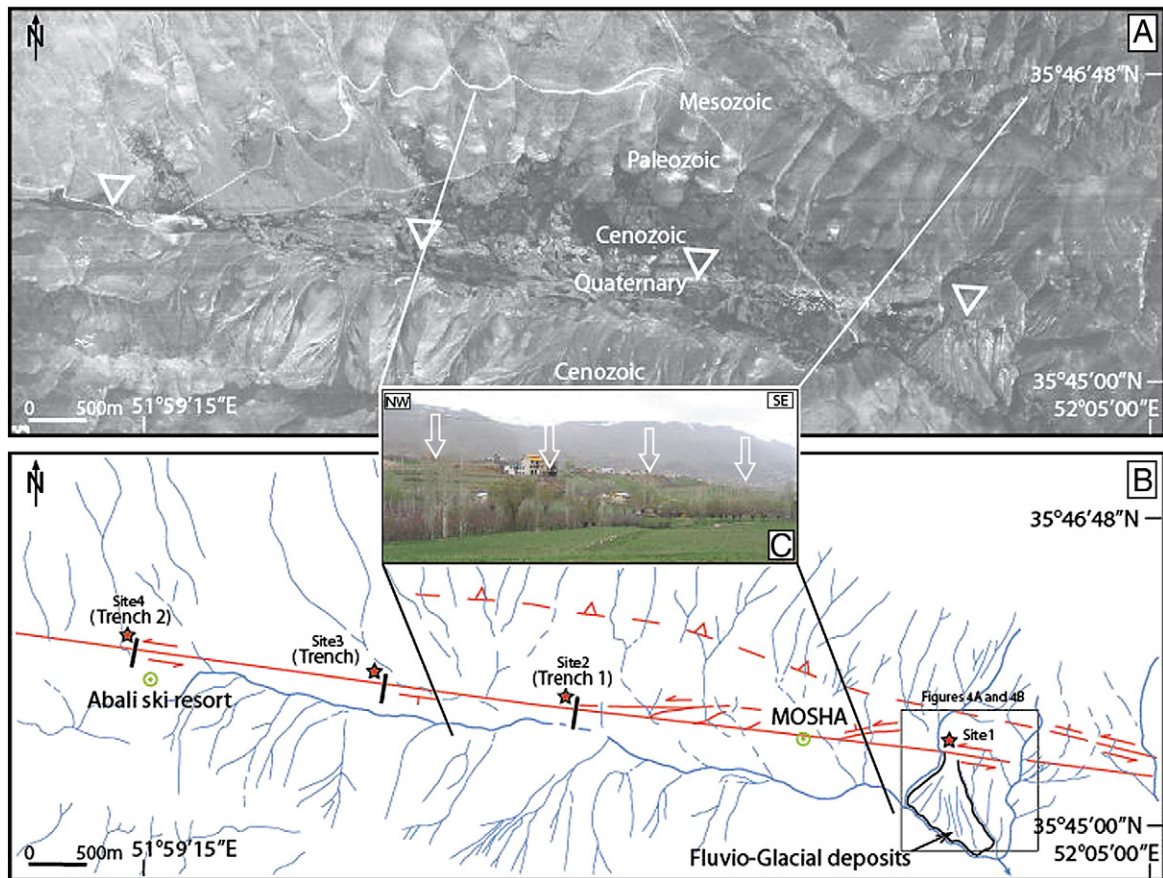 N
A
35°46′48″N
Mesozoic
Paleozoic
Cenozoic
Quaternary
Cenozoic
35°45′00″N
0 500m 51°59′15″E
52°05′00″E
NW
SE
C
N
B
35°46′48″N
Site4
(Trench 2)
Site3
(Trench)
Site2
(Trench 1)
Abali ski resort
MOSHA
Figures 4A and 4B
Site1
35°45′00″N
0 500m 51°59′15″E
52°05′00″E
Fluvio-Glacial deposits